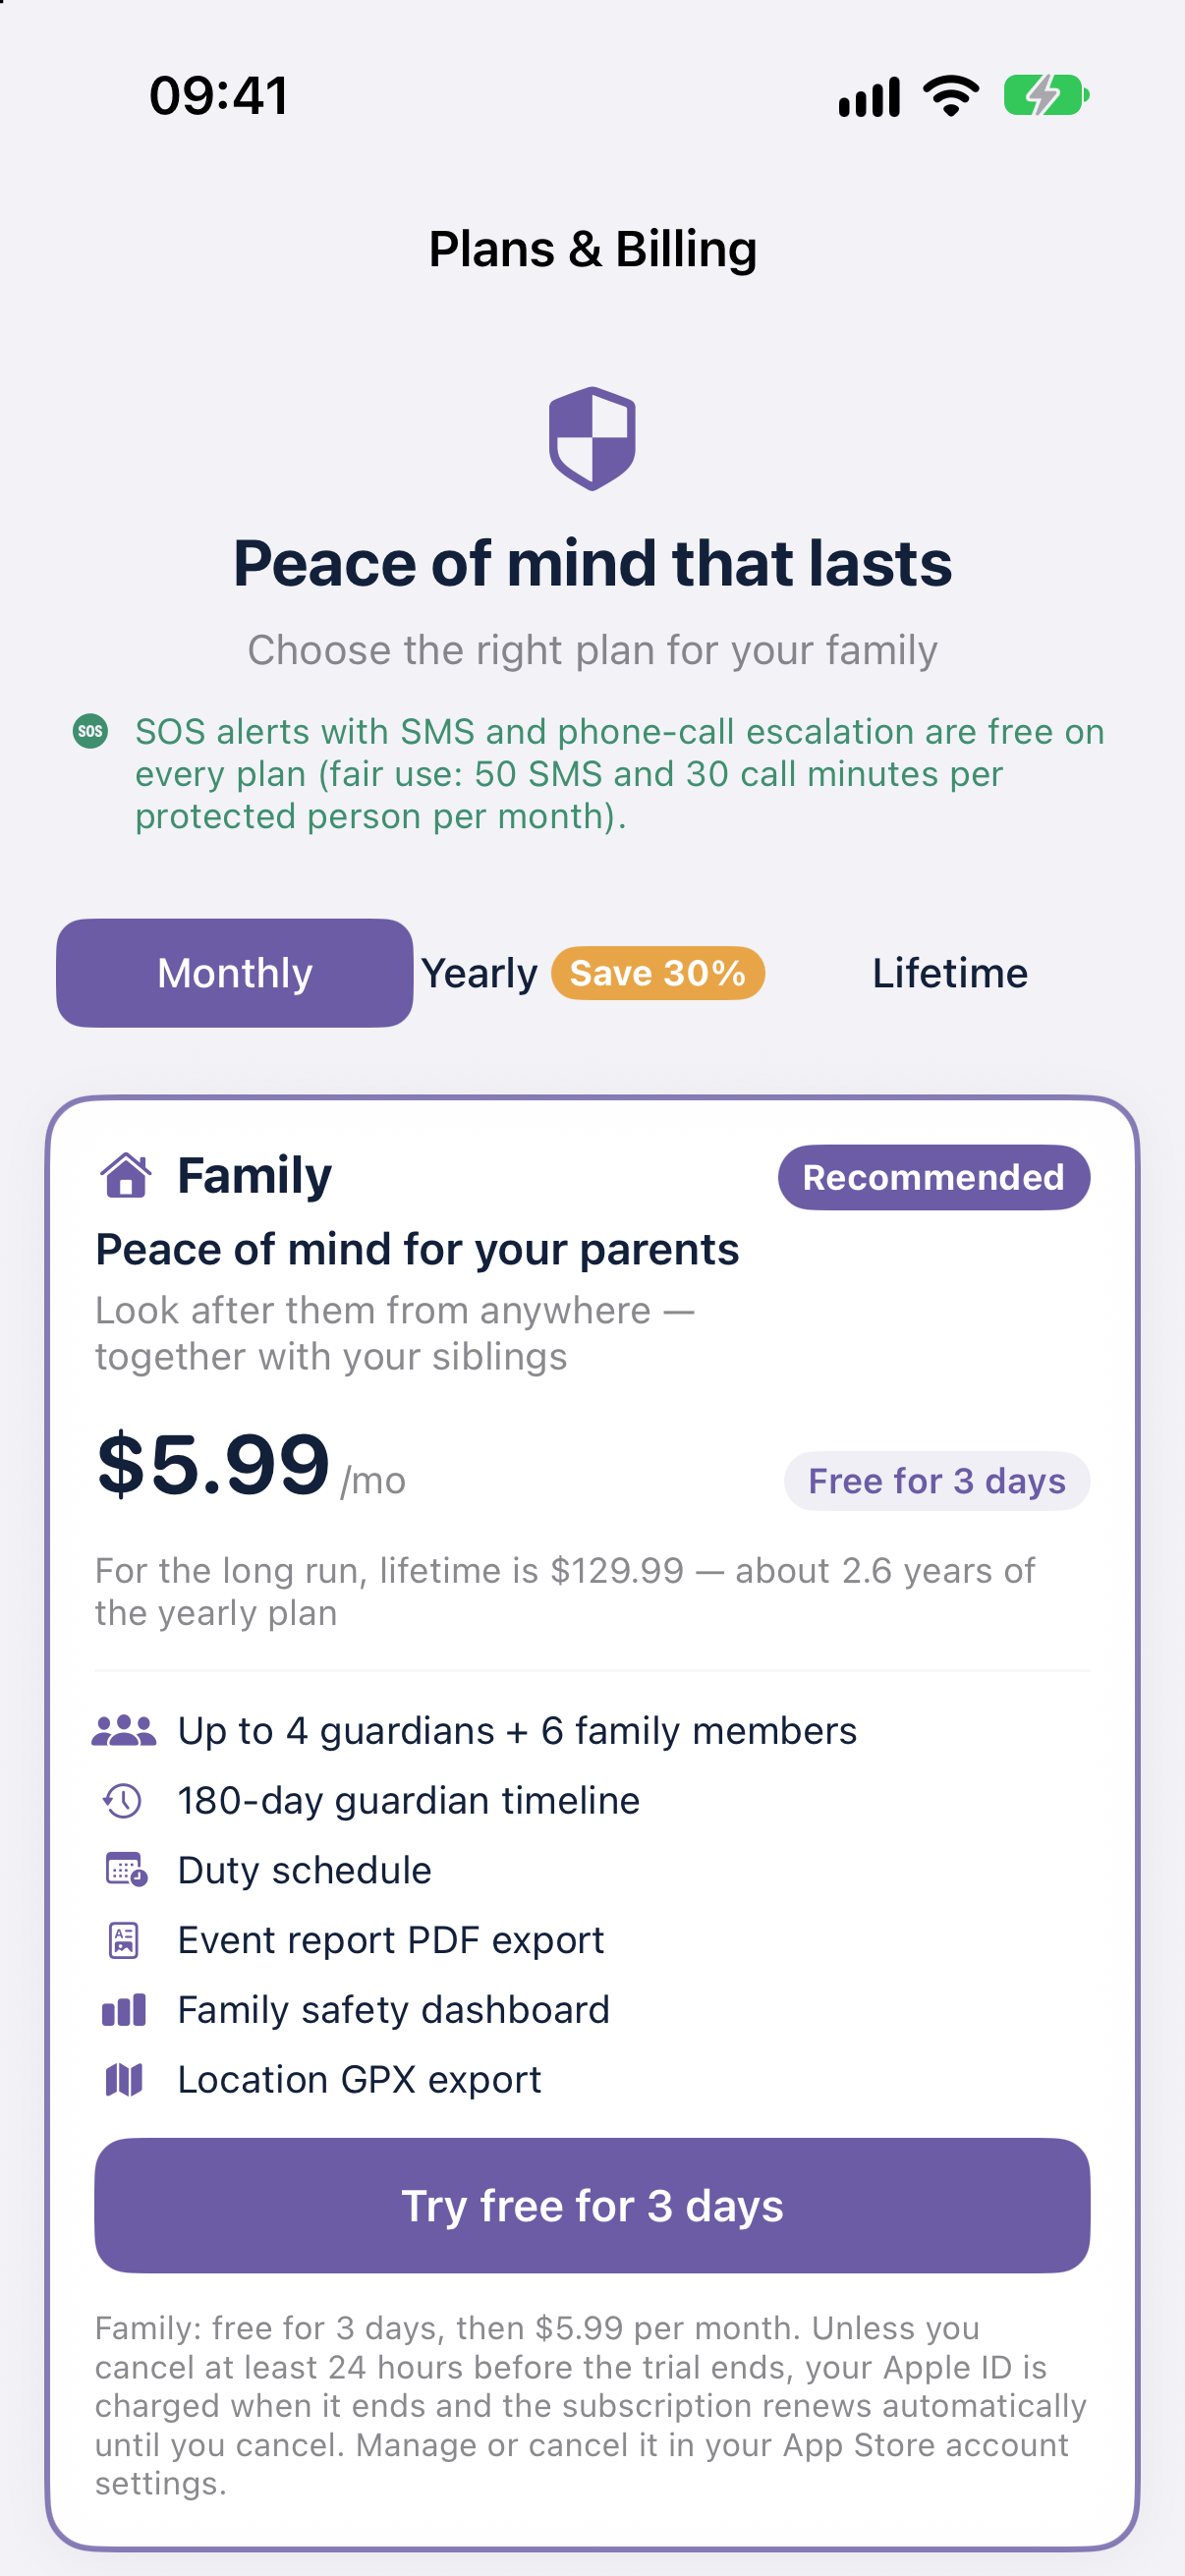 09:41
Plans & Billing
Peace of mind that lasts
Choose the right plan for your family
SOS
SOS alerts with SMS and phone-call escalation are free on
every plan (fair use: 50 SMS and 30 call minutes per
protected person per month).
Monthly
Yearly Save 30%
Lifetime
Family
Recommended
Peace of mind for your parents
Look after them from anywhere —
together with your siblings
$5.99 /mo
Free for 3 days
For the long run, lifetime is $129.99 — about 2.6 years of
the yearly plan
Up to 4 guardians + 6 family members
180-day guardian timeline
Duty schedule
Event report PDF export
Family safety dashboard
Location GPX export
Try free for 3 days
Family: free for 3 days, then $5.99 per month. Unless you
cancel at least 24 hours before the trial ends, your Apple ID is
charged when it ends and the subscription renews automatically
until you cancel. Manage or cancel it in your App Store account
settings.